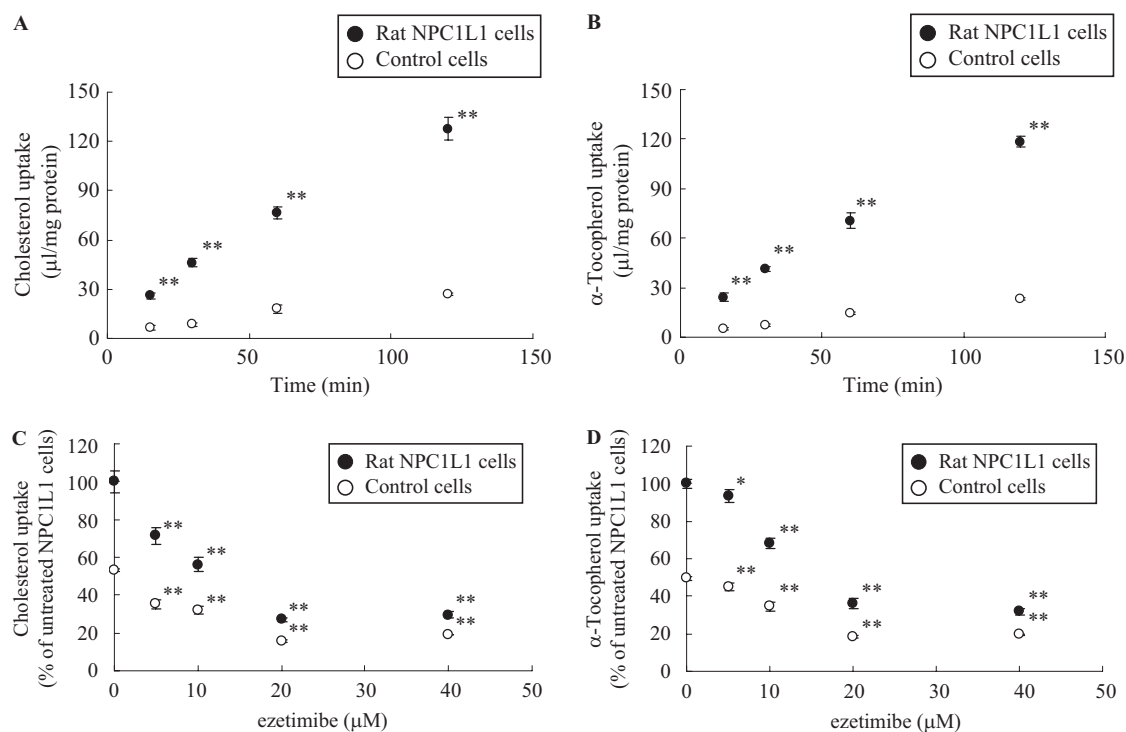 A
Rat NPC1L1 cells
Control cells
Cholesterol uptake
(μl/mg protein)
150
120
90
60
30
0
**
**
**
**
0
50
100
150
Time (min)
B
Rat NPC1L1 cells
Control cells
α-Tocopherol uptake
(μl/mg protein)
150
120
90
60
30
0
**
**
**
**
0
50
100
150
Time (min)
C
Rat NPC1L1 cells
Control cells
Cholesterol uptake
(% of untreated NPC1L1 cells)
120
100
80
60
40
20
0
**
**
**
**
**
**
**
**
0
10
20
30
40
50
ezetimibe (μM)
D
Rat NPC1L1 cells
Control cells
α-Tocopherol uptake
(% of untreated NPC1L1 cells)
120
100
80
60
40
20
0
*
**
**
**
**
**
**
**
0
10
20
30
40
50
ezetimibe (μM)